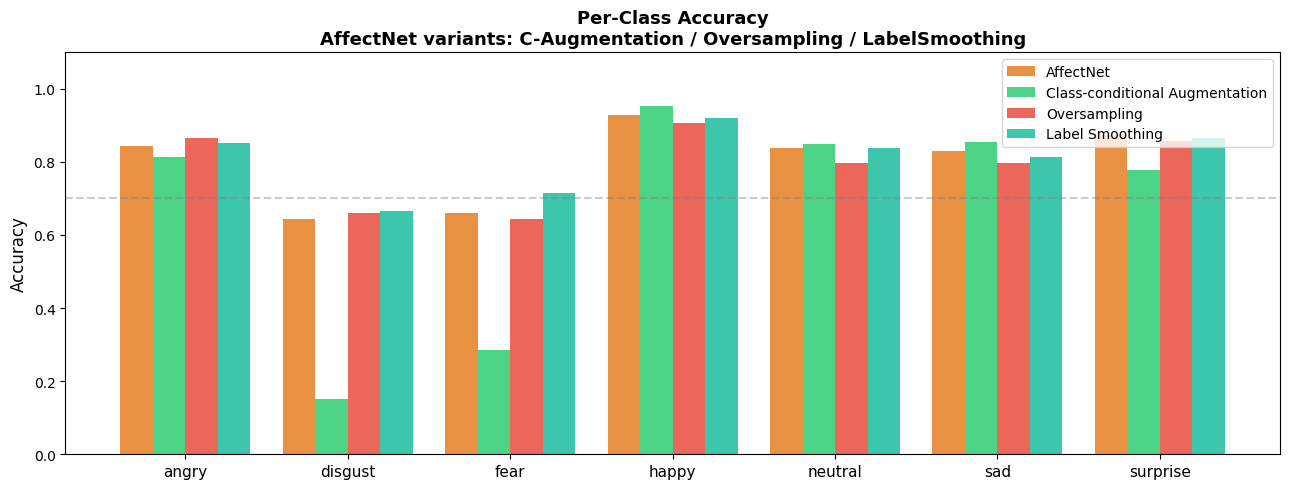 Per-Class Accuracy
AffectNet variants: C-Augmentation / Oversampling / LabelSmoothing
AffectNet
Class-conditional Augmentation
Oversampling
Label Smoothing
Accuracy
1.0
0.8
0.6
0.4
0.2
0.0
angry disgust fear happy neutral sad surprise